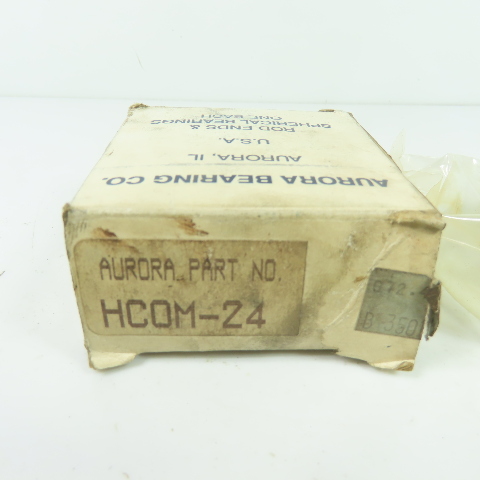 AURORA BEARING CO.
AURORA, IL
U.S.A.
ROD ENDS &
SPHERICAL BEARINGS
ONE EACH
AURORA PART NO.
HCOM-24